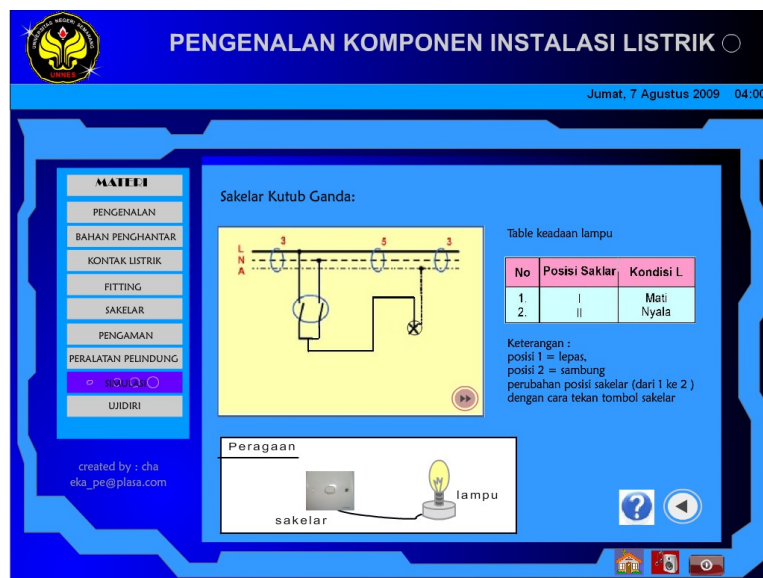 UNIVERSITAS NEGERI SEMARANG
UNNES
PENGENALAN KOMPONEN INSTALASI LISTRIK
Jumat, 7 Agustus 2009 04:00
MATERI
PENGENALAN
BAHAN PENGHANTAR
KONTAK LISTRIK
FITTING
SAKELAR
PENGAMAN
PERALATAN PELINDUNG
SIMULASI
UJIDIRI
created by : cha
eka_pe@plasa.com
Sakelar Kutub Ganda:
3 5 3
L
N
A
Table keadaan lampu
No Posisi Saklar Kondisi L
1. I Mati
2. II Nyala
Keterangan :
posisi 1 = lepas,
posisi 2 = sambung
perubahan posisi sakelar (dari 1 ke 2 )
dengan cara tekan tombol sakelar
Peragaan
lampu
sakelar
?